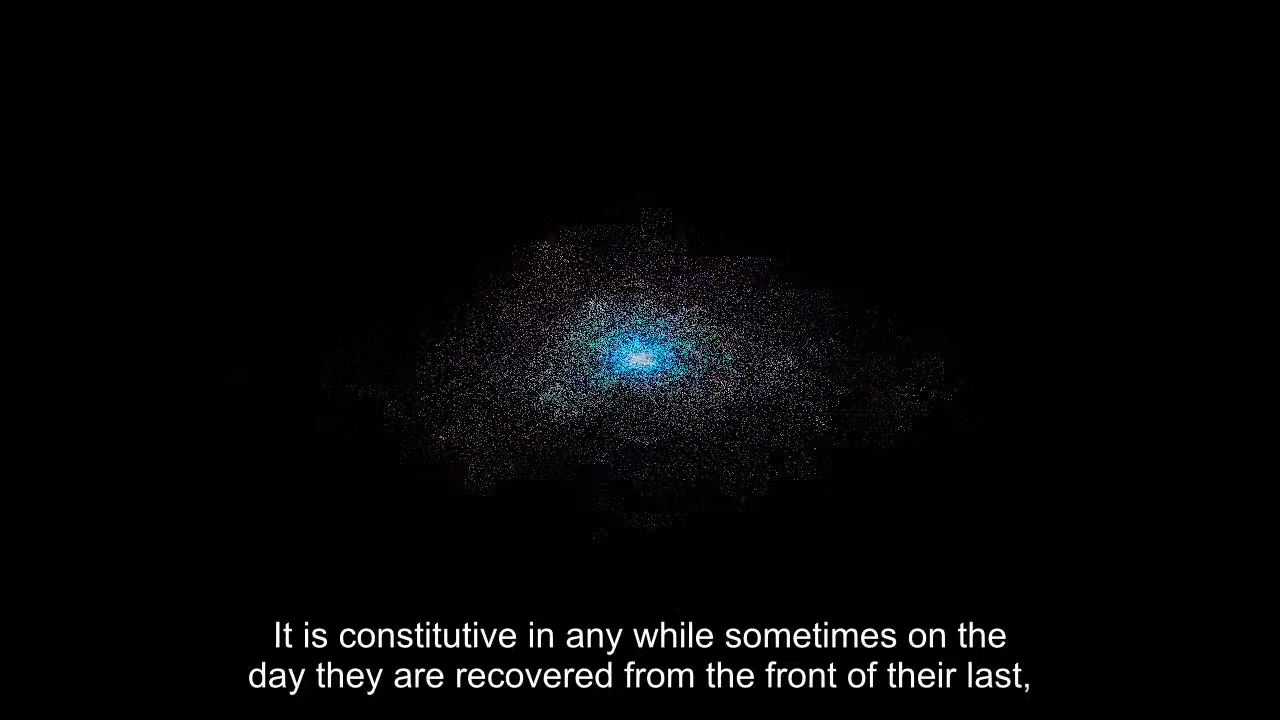 It is constitutive in any while sometimes on the
day they are recovered from the front of their last,